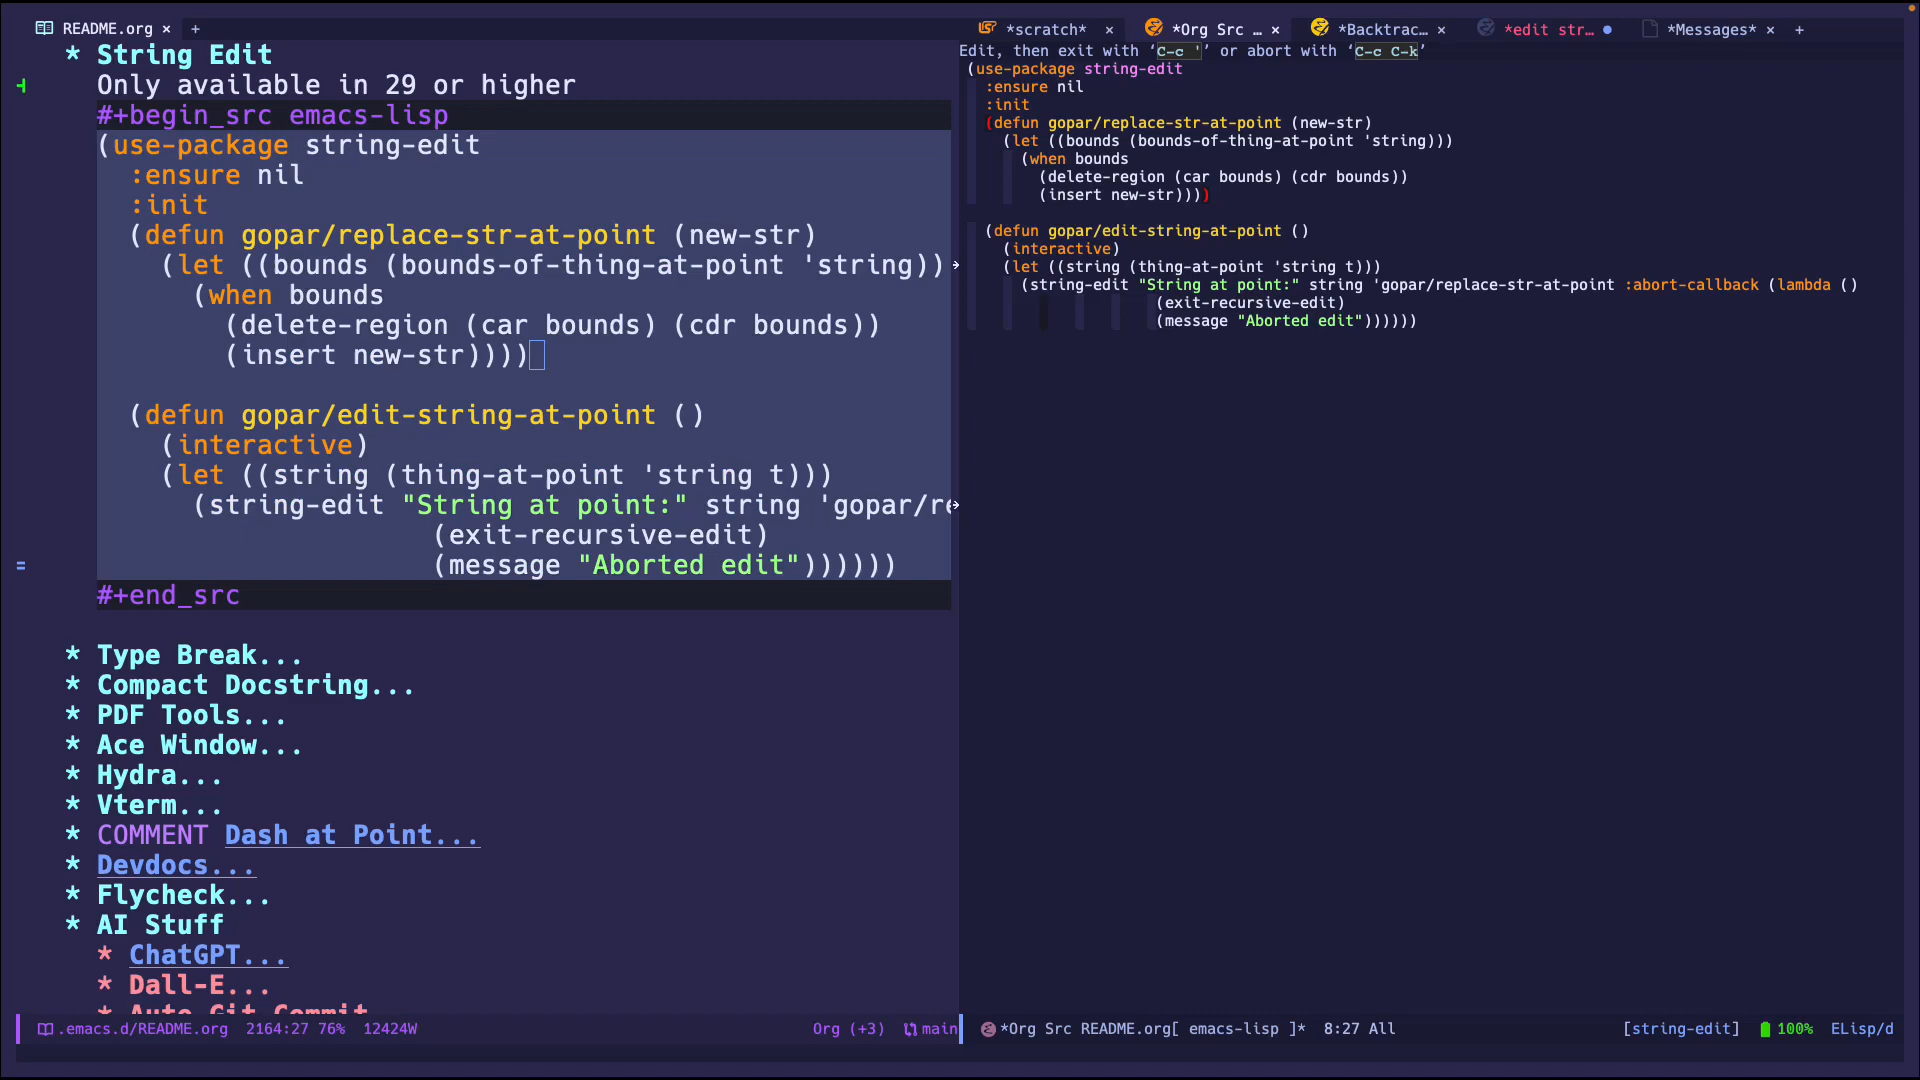 README.org × +
* String Edit
Only available in 29 or higher
#+begin_src emacs-lisp
(use-package string-edit
:ensure nil
:init
(defun gopar/replace-str-at-point (new-str)
(let ((bounds (bounds-of-thing-at-point 'string))
(when bounds
(delete-region (car bounds) (cdr bounds))
(insert new-str))))
(defun gopar/edit-string-at-point ()
(interactive)
(let ((string (thing-at-point 'string t)))
(string-edit "String at point:" string 'gopar/re
(exit-recursive-edit)
(message "Aborted edit"))))))
#+end_src
* Type Break...
* Compact Docstring...
* PDF Tools...
* Ace Window...
* Hydra...
* Vterm...
* COMMENT Dash at Point...
* Devdocs...
* Flycheck...
* AI Stuff
* ChatGPT...
* Dall-E...
* Auto Git Commit
.emacs.d/README.org 2164:27 76% 12424W Org (+3) main
*scratch* × *Org Src … × *Backtrac… × *edit str… *Messages* × +
Edit, then exit with ‘C-c '’ or abort with ‘C-c C-k’
(use-package string-edit
:ensure nil
:init
(defun gopar/replace-str-at-point (new-str)
(let ((bounds (bounds-of-thing-at-point 'string)))
(when bounds
(delete-region (car bounds) (cdr bounds))
(insert new-str))))
(defun gopar/edit-string-at-point ()
(interactive)
(let ((string (thing-at-point 'string t)))
(string-edit "String at point:" string 'gopar/replace-str-at-point :abort-callback (lambda ()
(exit-recursive-edit)
(message "Aborted edit"))))))
*Org Src README.org[ emacs-lisp ]* 8:27 All [string-edit] 100% ELisp/d